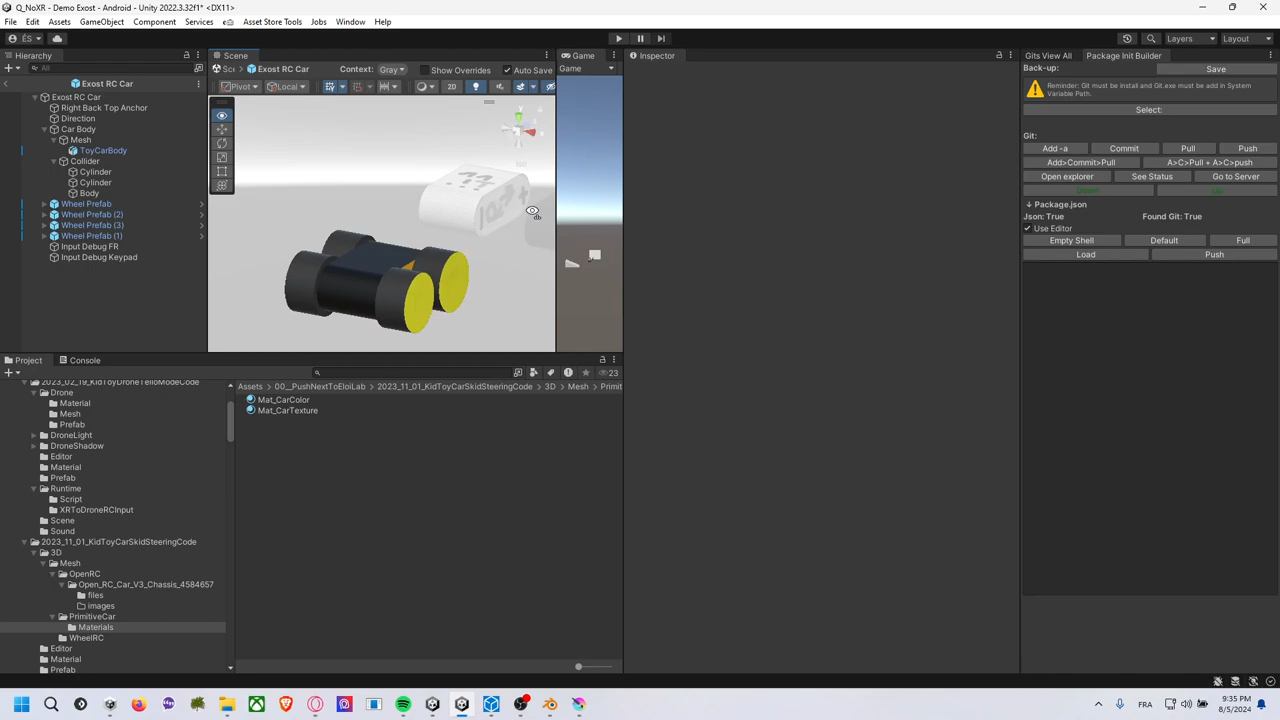 Q_NoXR - Demo Exost - Android - Unity 2022.3.32f1* <DX11>
File Edit Assets GameObject Component Services Asset Store Tools Jobs Window Help
ÉS
Layers Layout
Hierarchy
All
Exost RC Car
Exost RC Car
Right Back Top Anchor
Direction
Car Body
Mesh
ToyCarBody
Collider
Cylinder
Cylinder
Body
Wheel Prefab
Wheel Prefab (2)
Wheel Prefab (3)
Wheel Prefab (1)
Input Debug FR
Input Debug Keypad
Scene
Sc Exost RC Car Context: Gray Show Overrides Auto Save
Pivot Local 2D
y
Game
Game
Inspector
Gits View All Package Init Builder
Back-up: Save
Reminder: Git must be Install and Git.exe must be add in System
Variable Path.
Select:
Git:
Add -a Commit Pull Push
Add>Commit>Pull A>C>Pull + A>C>push
Open explorer See Status Go to Server
Package.json
Json: True Found Git: True
Use Editor
Empty Shell Default Full
Load Push
Project Console
23
2023_02_19_KidToyDroneTelloModeCode
Drone
Material
Mesh
Prefab
DroneLight
DroneShadow
Editor
Material
Prefab
Runtime
Script
XRToDroneRCInput
Scene
Sound
2023_11_01_KidToyCarSkidSteeringCode
3D
Mesh
OpenRC
Open_RC_Car_V3_Chassis_4584657
files
images
PrimitiveCar
Materials
WheelRC
Editor
Material
Prefab
Assets 00__PushNextToEloiLab 2023_11_01_KidToyCarSkidSteeringCode 3D Mesh Primit
Mat_CarColor
Mat_CarTexture
FRA
9:35 PM
8/5/2024